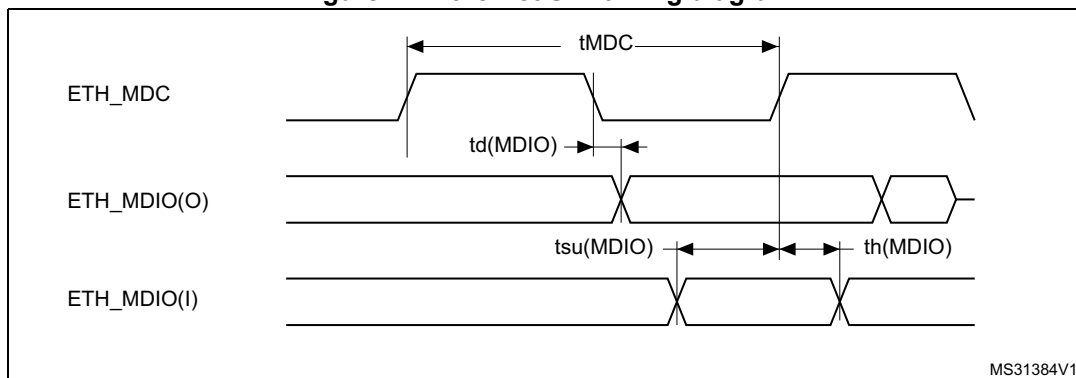 tMDC
ETH_MDC
td(MDIO)
ETH_MDIO(O)
tsu(MDIO) th(MDIO)
ETH_MDIO(I)
MS31384V1